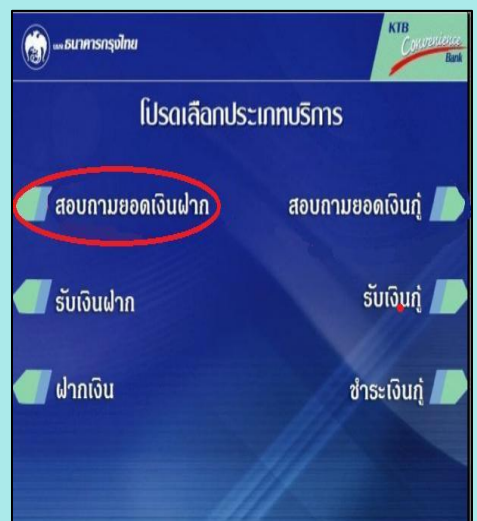 บมจ.ธนาคารกรุงไทย
KTB
Convenience
Bank
โปรดเลือกประเภทบริการ
สอบถามยอดเงินฝาก
สอบถามยอดเงินกู้
รับเงินฝาก
รับเงินกู้
ฝากเงิน
ชำระเงินกู้